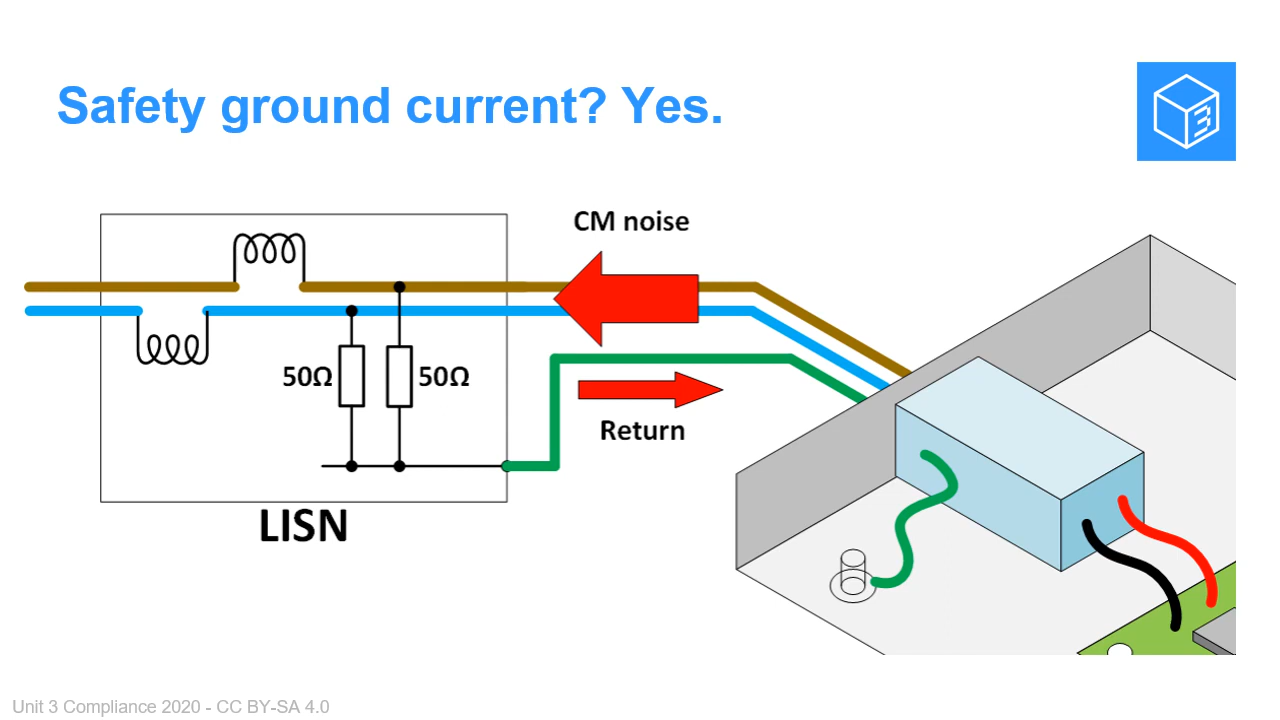 Safety ground current? Yes.
3
CM noise
50Ω
50Ω
Return
LISN
Unit 3 Compliance 2020 - CC BY-SA 4.0